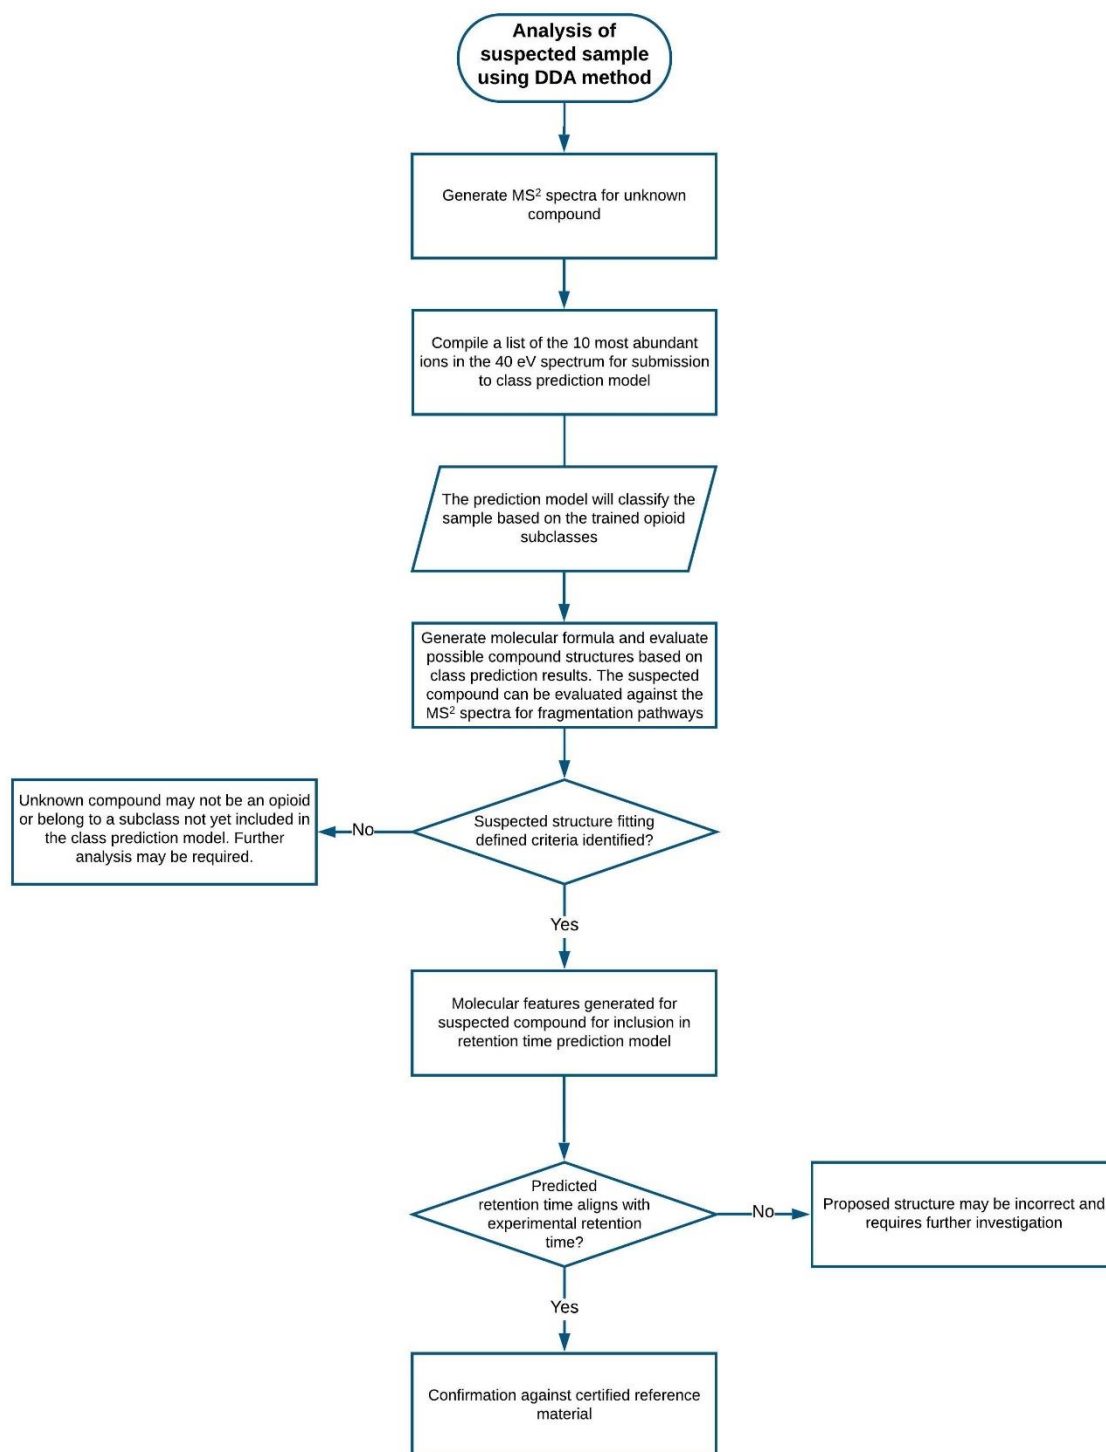 Analysis of
suspected sample
using DDA method
Generate MS² spectra for unknown
compound
Compile a list of the 10 most abundant
ions in the 40 eV spectrum for submission
to class prediction model
The prediction model will classify the
sample based on the trained opioid
subclasses
Generate molecular formula and evaluate
possible compound structures based on
class prediction results. The suspected
compound can be evaluated against the
MS² spectra for fragmentation pathways
Suspected structure fitting
defined criteria identified?
No
Unknown compound may not be an opioid
or belong to a subclass not yet included in
the class prediction model. Further
analysis may be required.
Yes
Molecular features generated for
suspected compound for inclusion in
retention time prediction model
Predicted
retention time aligns with
experimental retention
time?
No
Proposed structure may be incorrect and
requires further investigation
Yes
Confirmation against certified reference
material